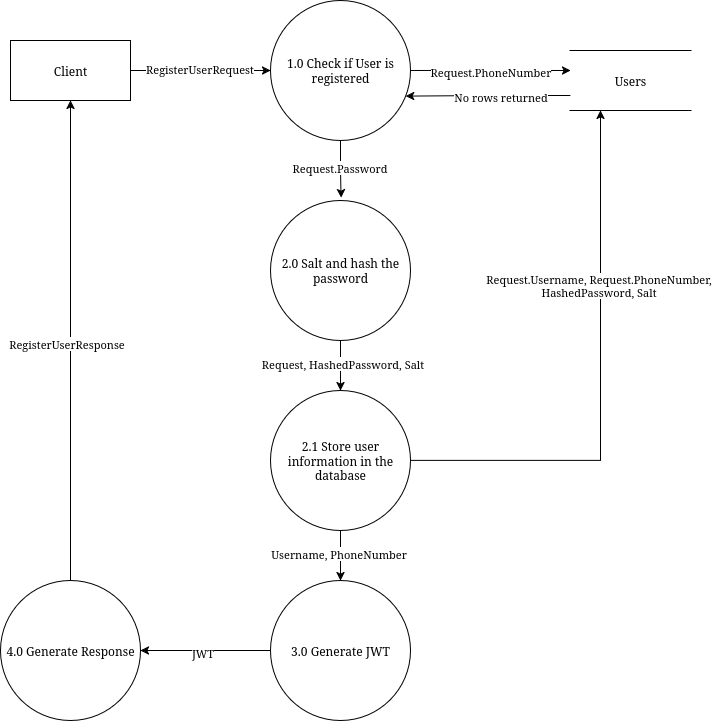 Client
RegisterUserRequest
1.0 Check if User is
registered
Request.PhoneNumber
No rows returned
Users
Request.Password
2.0 Salt and hash the
password
Request.Username, Request.PhoneNumber,
HashedPassword, Salt
RegisterUserResponse
Request, HashedPassword, Salt
2.1 Store user
information in the
database
Username, PhoneNumber
4.0 Generate Response
JWT
3.0 Generate JWT